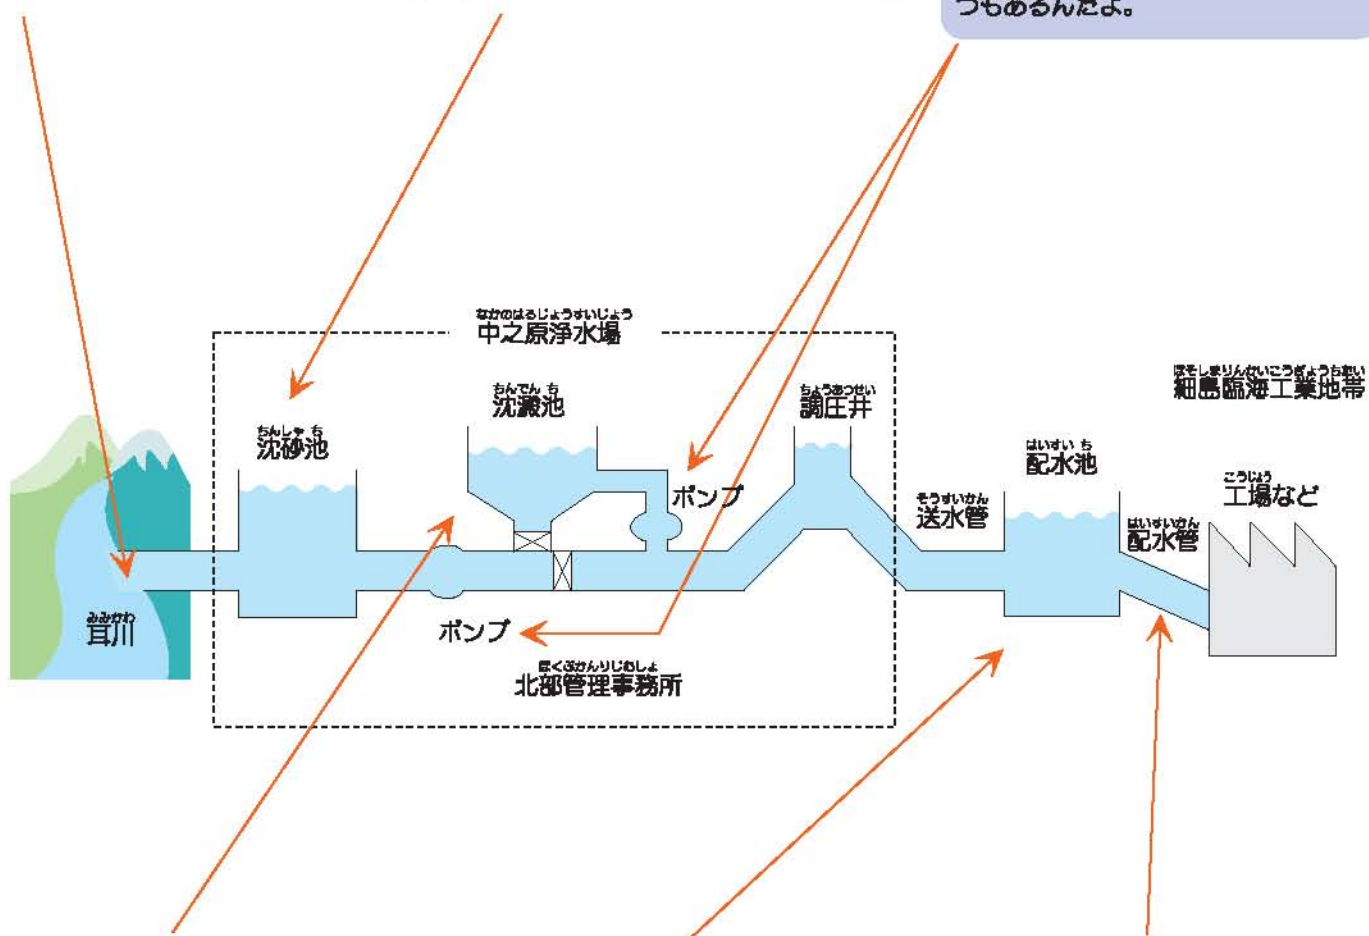 つもあるんだよ。
なかのはるじょうすいじょう
中之原浄水場
ちんしゃ ち
沈砂池
ちんでん ち
沈澱池
ちょうあつせい
調圧井
ほそしまりんかいこうぎょうちたい
細島臨海工業地帯
はいすい ち
配水池
こうじょう
工場など
ポンプ
そうすいかん
送水管
はいすいかん
配水管
みみかわ
耳川
ポンプ
ほくぶかんりじむしょ
北部管理事務所